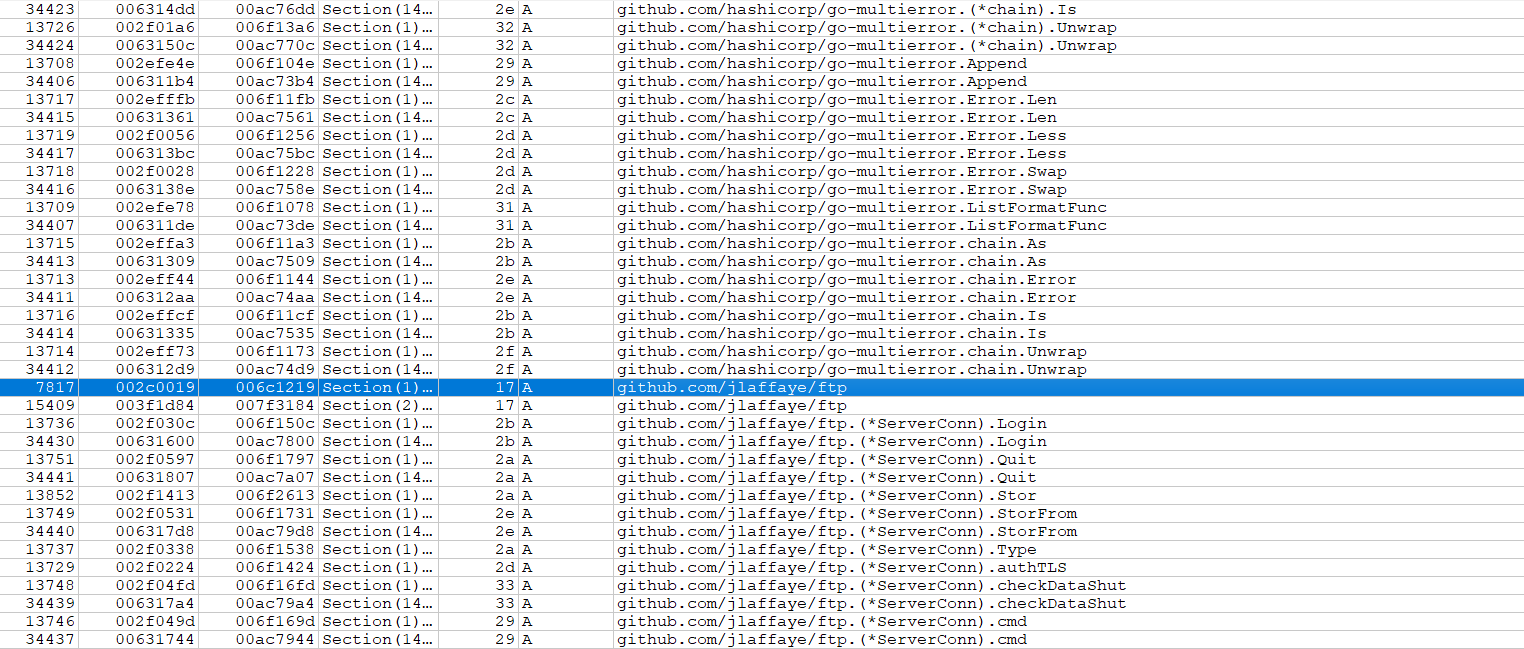 34423 006314dd 00ac76dd Section(14... 2e A github.com/hashicorp/go-multierror.(*chain).Is
13726 002f01a6 006f13a6 Section(1)... 32 A github.com/hashicorp/go-multierror.(*chain).Unwrap
34424 0063150c 00ac770c Section(14... 32 A github.com/hashicorp/go-multierror.(*chain).Unwrap
13708 002efe4e 006f104e Section(1)... 29 A github.com/hashicorp/go-multierror.Append
34406 006311b4 00ac73b4 Section(14... 29 A github.com/hashicorp/go-multierror.Append
13717 002efffb 006f11fb Section(1)... 2c A github.com/hashicorp/go-multierror.Error.Len
34415 00631361 00ac7561 Section(14... 2c A github.com/hashicorp/go-multierror.Error.Len
13719 002f0056 006f1256 Section(1)... 2d A github.com/hashicorp/go-multierror.Error.Less
34417 006313bc 00ac75bc Section(14... 2d A github.com/hashicorp/go-multierror.Error.Less
13718 002f0028 006f1228 Section(1)... 2d A github.com/hashicorp/go-multierror.Error.Swap
34416 0063138e 00ac758e Section(14... 2d A github.com/hashicorp/go-multierror.Error.Swap
13709 002efe78 006f1078 Section(1)... 31 A github.com/hashicorp/go-multierror.ListFormatFunc
34407 006311de 00ac73de Section(14... 31 A github.com/hashicorp/go-multierror.ListFormatFunc
13715 002effa3 006f11a3 Section(1)... 2b A github.com/hashicorp/go-multierror.chain.As
34413 00631309 00ac7509 Section(14... 2b A github.com/hashicorp/go-multierror.chain.As
13713 002eff44 006f1144 Section(1)... 2e A github.com/hashicorp/go-multierror.chain.Error
34411 006312aa 00ac74aa Section(14... 2e A github.com/hashicorp/go-multierror.chain.Error
13716 002effcf 006f11cf Section(1)... 2b A github.com/hashicorp/go-multierror.chain.Is
34414 00631335 00ac7535 Section(14... 2b A github.com/hashicorp/go-multierror.chain.Is
13714 002eff73 006f1173 Section(1)... 2f A github.com/hashicorp/go-multierror.chain.Unwrap
34412 006312d9 00ac74d9 Section(14... 2f A github.com/hashicorp/go-multierror.chain.Unwrap
7817 002c0019 006c1219 Section(1)... 17 A github.com/jlaffaye/ftp
15409 003f1d84 007f3184 Section(2)... 17 A github.com/jlaffaye/ftp
13736 002f030c 006f150c Section(1)... 2b A github.com/jlaffaye/ftp.(*ServerConn).Login
34430 00631600 00ac7800 Section(14... 2b A github.com/jlaffaye/ftp.(*ServerConn).Login
13751 002f0597 006f1797 Section(1)... 2a A github.com/jlaffaye/ftp.(*ServerConn).Quit
34441 00631807 00ac7a07 Section(14... 2a A github.com/jlaffaye/ftp.(*ServerConn).Quit
13852 002f1413 006f2613 Section(1)... 2a A github.com/jlaffaye/ftp.(*ServerConn).Stor
13749 002f0531 006f1731 Section(1)... 2e A github.com/jlaffaye/ftp.(*ServerConn).StorFrom
34440 006317d8 00ac79d8 Section(14... 2e A github.com/jlaffaye/ftp.(*ServerConn).StorFrom
13737 002f0338 006f1538 Section(1)... 2a A github.com/jlaffaye/ftp.(*ServerConn).Type
13729 002f0224 006f1424 Section(1)... 2d A github.com/jlaffaye/ftp.(*ServerConn).authTLS
13748 002f04fd 006f16fd Section(1)... 33 A github.com/jlaffaye/ftp.(*ServerConn).checkDataShut
34439 006317a4 00ac79a4 Section(14... 33 A github.com/jlaffaye/ftp.(*ServerConn).checkDataShut
13746 002f049d 006f169d Section(1)... 29 A github.com/jlaffaye/ftp.(*ServerConn).cmd
34437 00631744 00ac7944 Section(14... 29 A github.com/jlaffaye/ftp.(*ServerConn).cmd